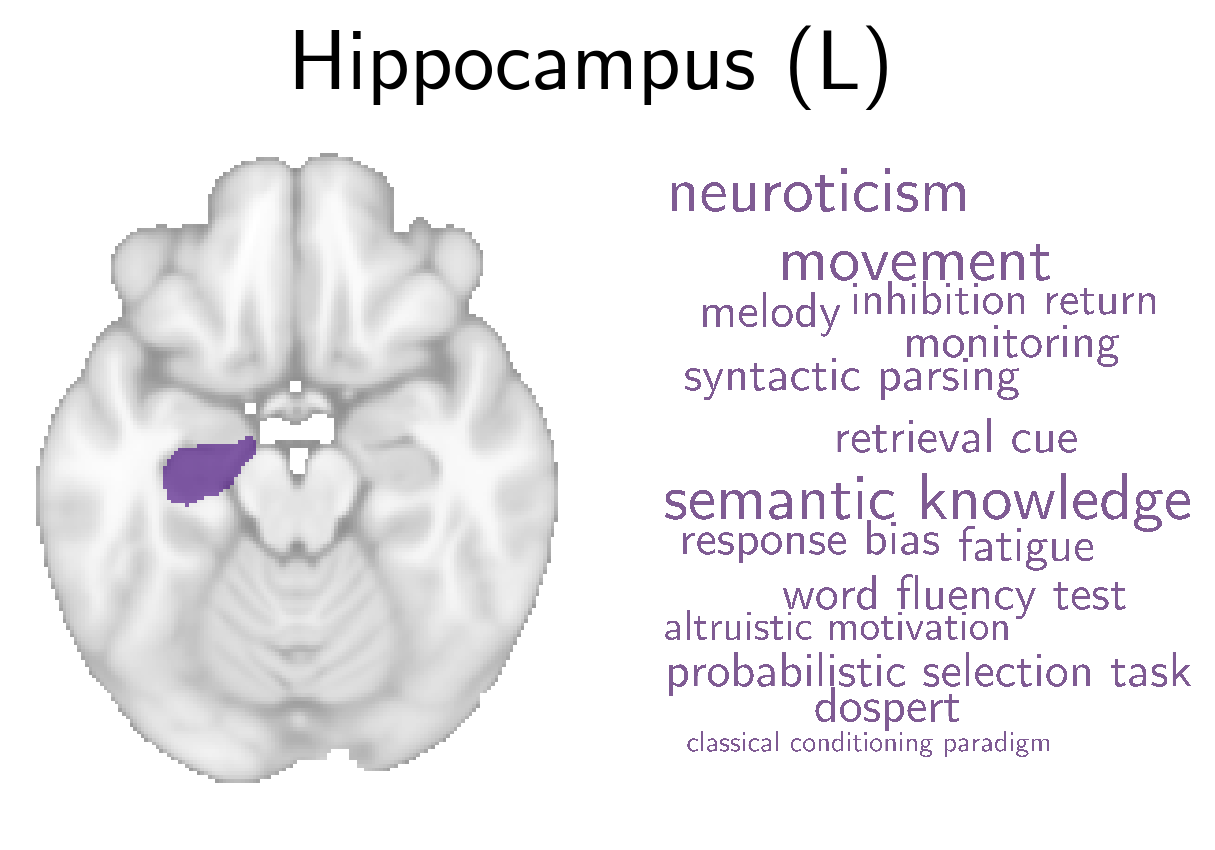 Hippocampus (L)
neuroticism
movement
melody inhibition return
monitoring
syntactic parsing
retrieval cue
semantic knowledge
response bias fatigue
word fluency test
altruistic motivation
probabilistic selection task
dospert
classical conditioning paradigm